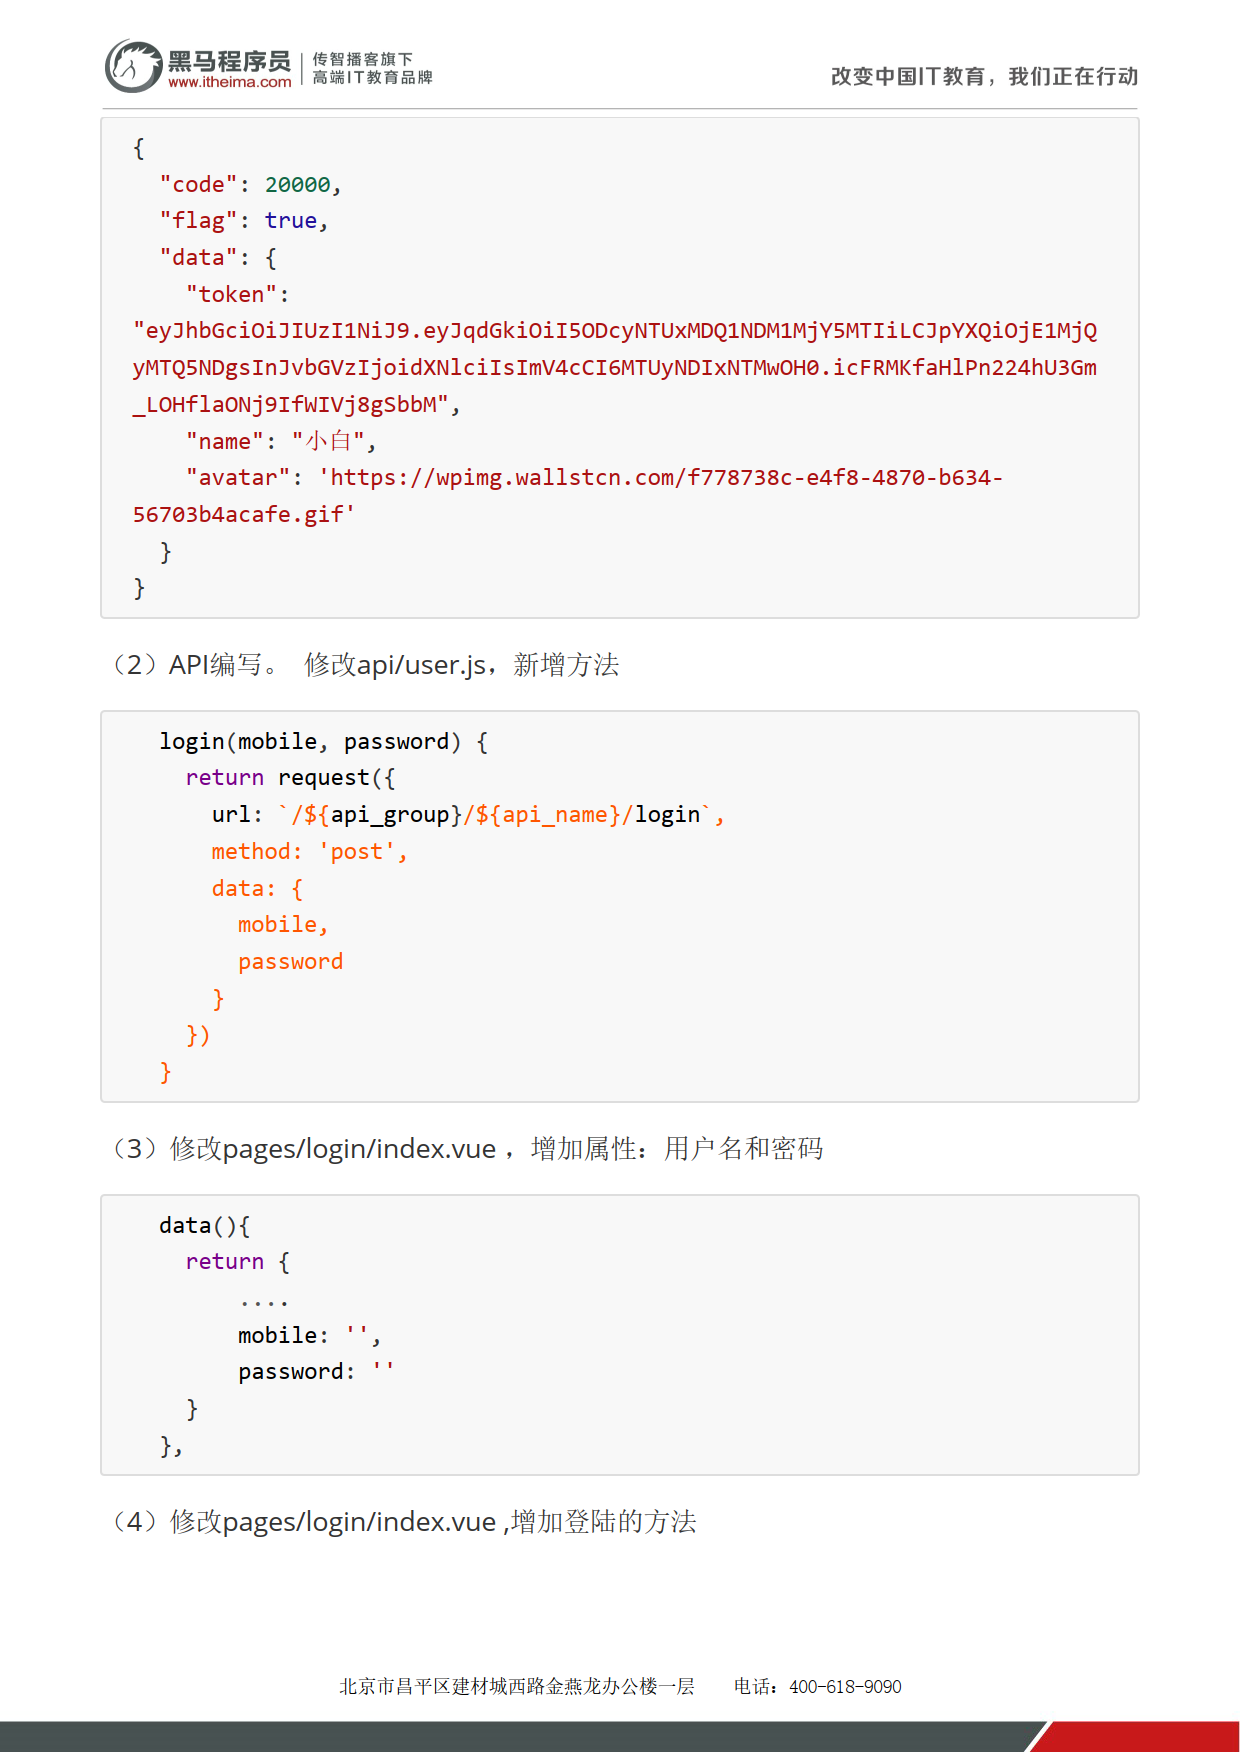 黑马程序员
www.itheima.com
传智播客旗下
高端IT教育品牌
改变中国IT教育，我们正在行动
{
  "code": 20000,
  "flag": true,
  "data": {
    "token":
"eyJhbGciOiJIUzI1NiJ9.eyJqdGkiOiI5ODcyNTUxMDQ1NDM1MjY5MTIiLCJpYXQiOjE1MjQ
yMTQ5NDgsInJvbGVzIjoidXNlciIsImV4cCI6MTUyNDIxNTMwOH0.icFRMKfaHlPn224hU3Gm
_LOHflaONj9IfWIVj8gSbbM",
    "name": "小白",
    "avatar": 'https://wpimg.wallstcn.com/f778738c-e4f8-4870-b634-
56703b4acafe.gif'
  }
}
（2）API编写。 修改api/user.js，新增方法
  login(mobile, password) {
    return request({
      url: `/${api_group}/${api_name}/login`,
      method: 'post',
      data: {
        mobile,
        password
      }
    })
  }
（3）修改pages/login/index.vue ，增加属性：用户名和密码
  data(){
    return {
        ....
        mobile: '',
        password: ''
    }
  },
（4）修改pages/login/index.vue ,增加登陆的方法
北京市昌平区建材城西路金燕龙办公楼一层 电话：400-618-9090